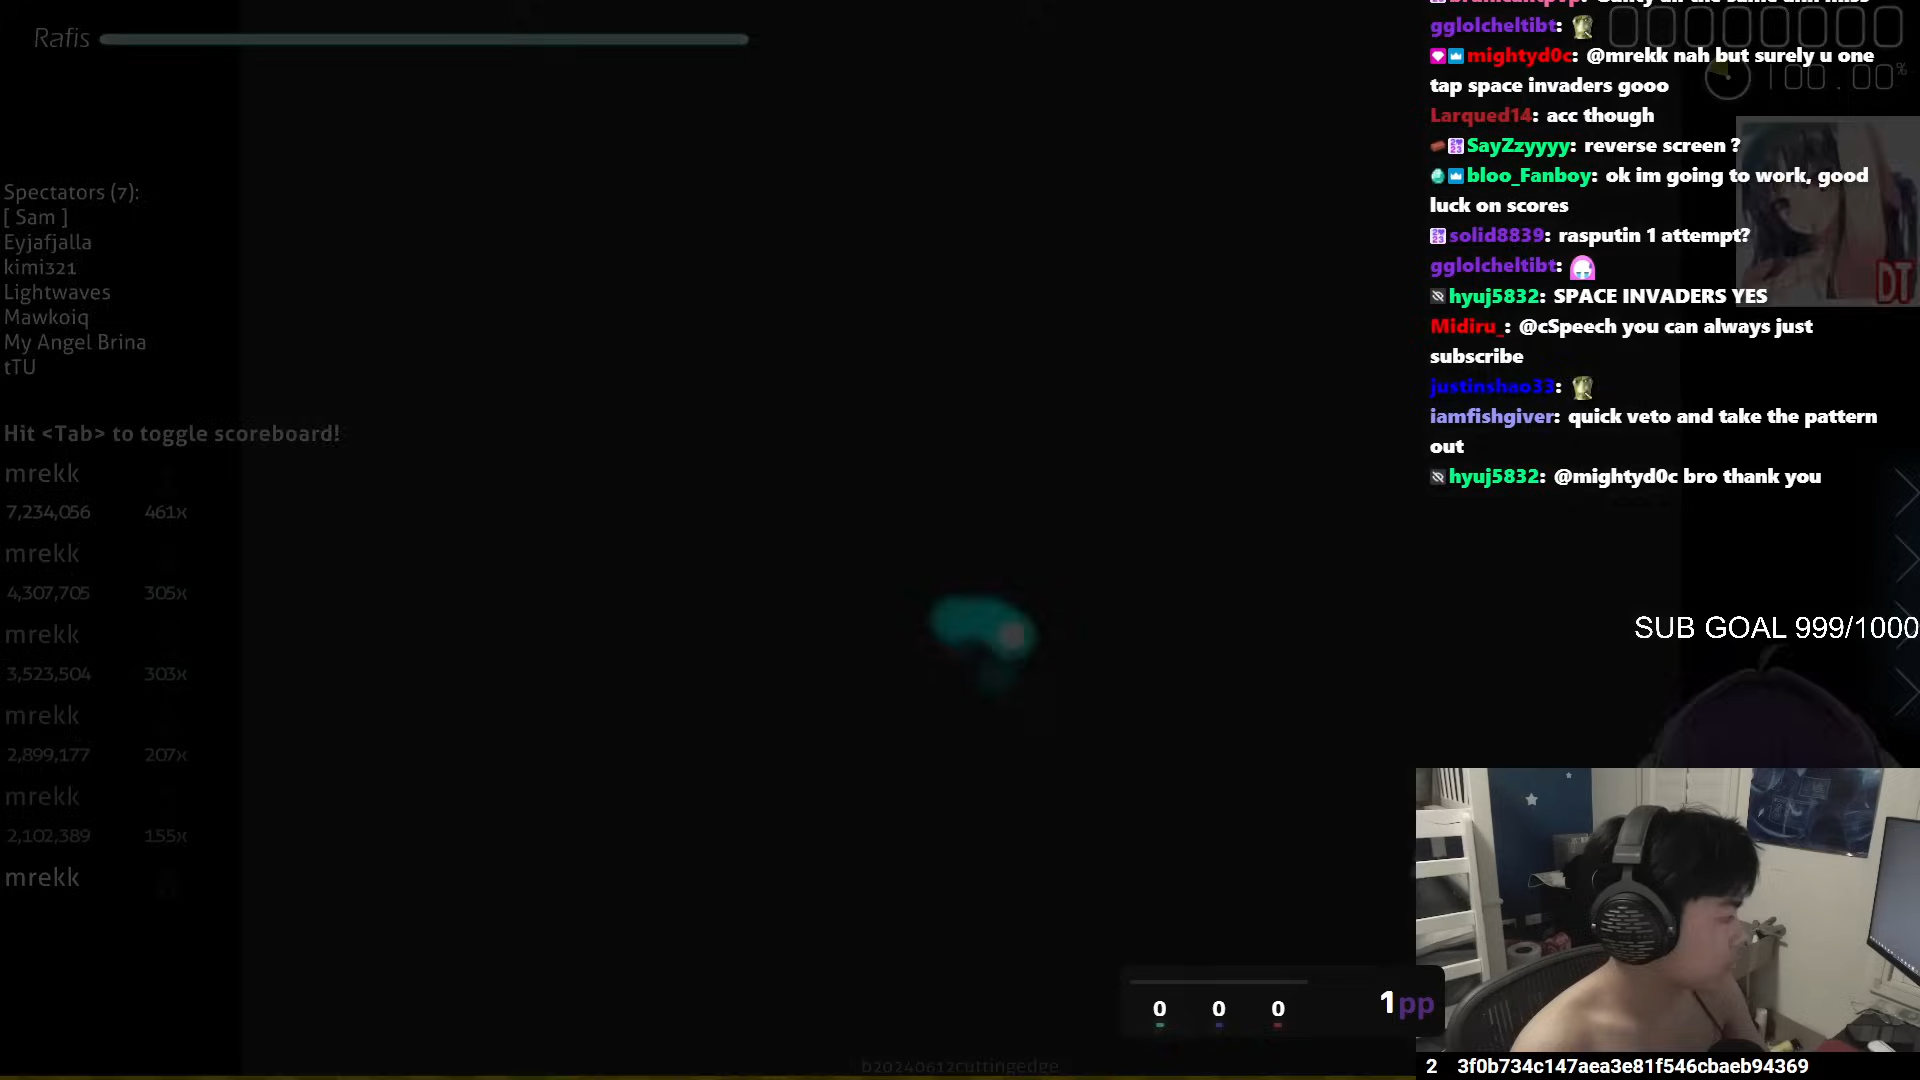 Rafis
Spectators (7):
[ Sam ]
Eyjafjalla
kimi321
Lightwaves
Mawkoiq
My Angel Brina
tTU
Hit <Tab> to toggle scoreboard!
mrekk
7,234,056 461x
mrekk
4,307,705 305x
mrekk
3,523,504 303x
mrekk
2,899,177 207x
mrekk
2,102,389 155x
mrekk
gglolcheltibt:
mightyd0c: @mrekk nah but surely u one
tap space invaders gooo
100.00%
Larqued14: acc though
SayZzyyyy: reverse screen ?
bloo_Fanboy: ok im going to work, good
luck on scores
solid8839: rasputin 1 attempt?
gglolcheltibt:
DT
hyuj5832: SPACE INVADERS YES
Midiru_: @cSpeech you can always just
subscribe
justinshao33:
iamfishgiver: quick veto and take the pattern
out
hyuj5832: @mightyd0c bro thank you
SUB GOAL 999/1000
0 0 0 1pp
b20240612cuttingedge
2 3f0b734c147aea3e81f546cbaeb94369